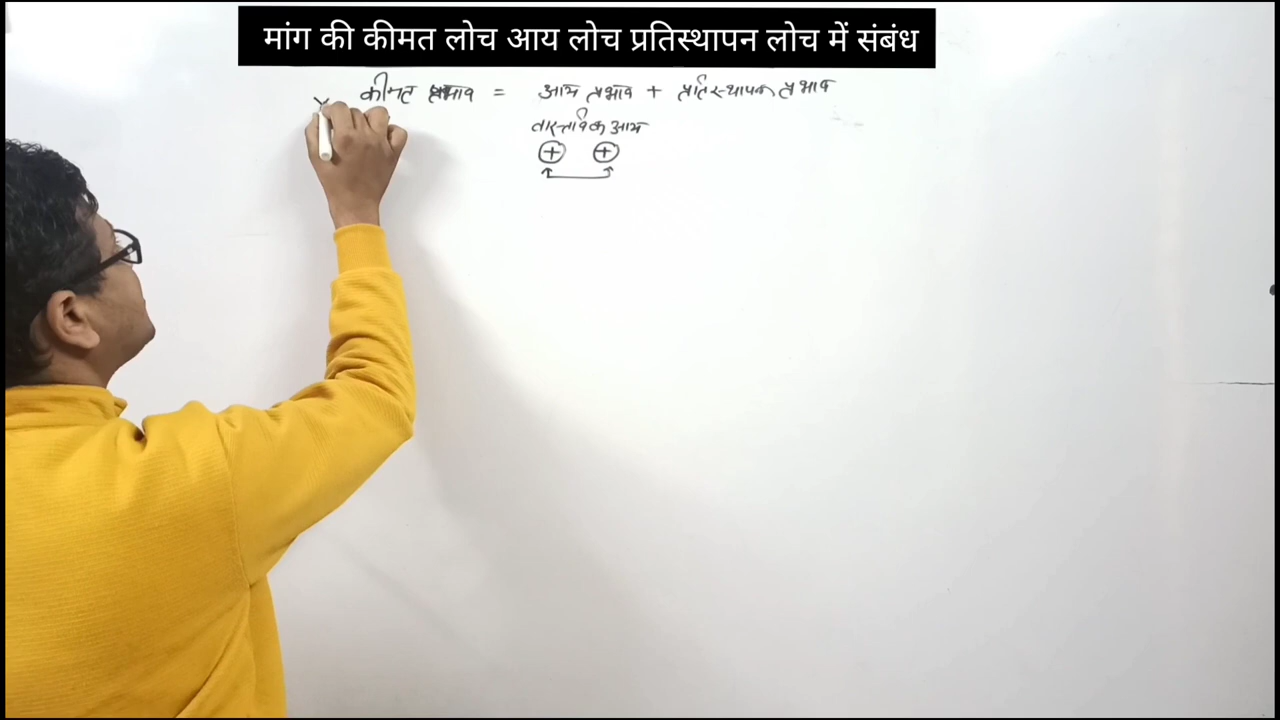 मांग की कीमत लोच आय लोच प्रतिस्थापन लोच में संबंध
कीमत प्रभाव = आय प्रभाव + प्रतिस्थापन प्रभाव
वास्तविक आय
+ +